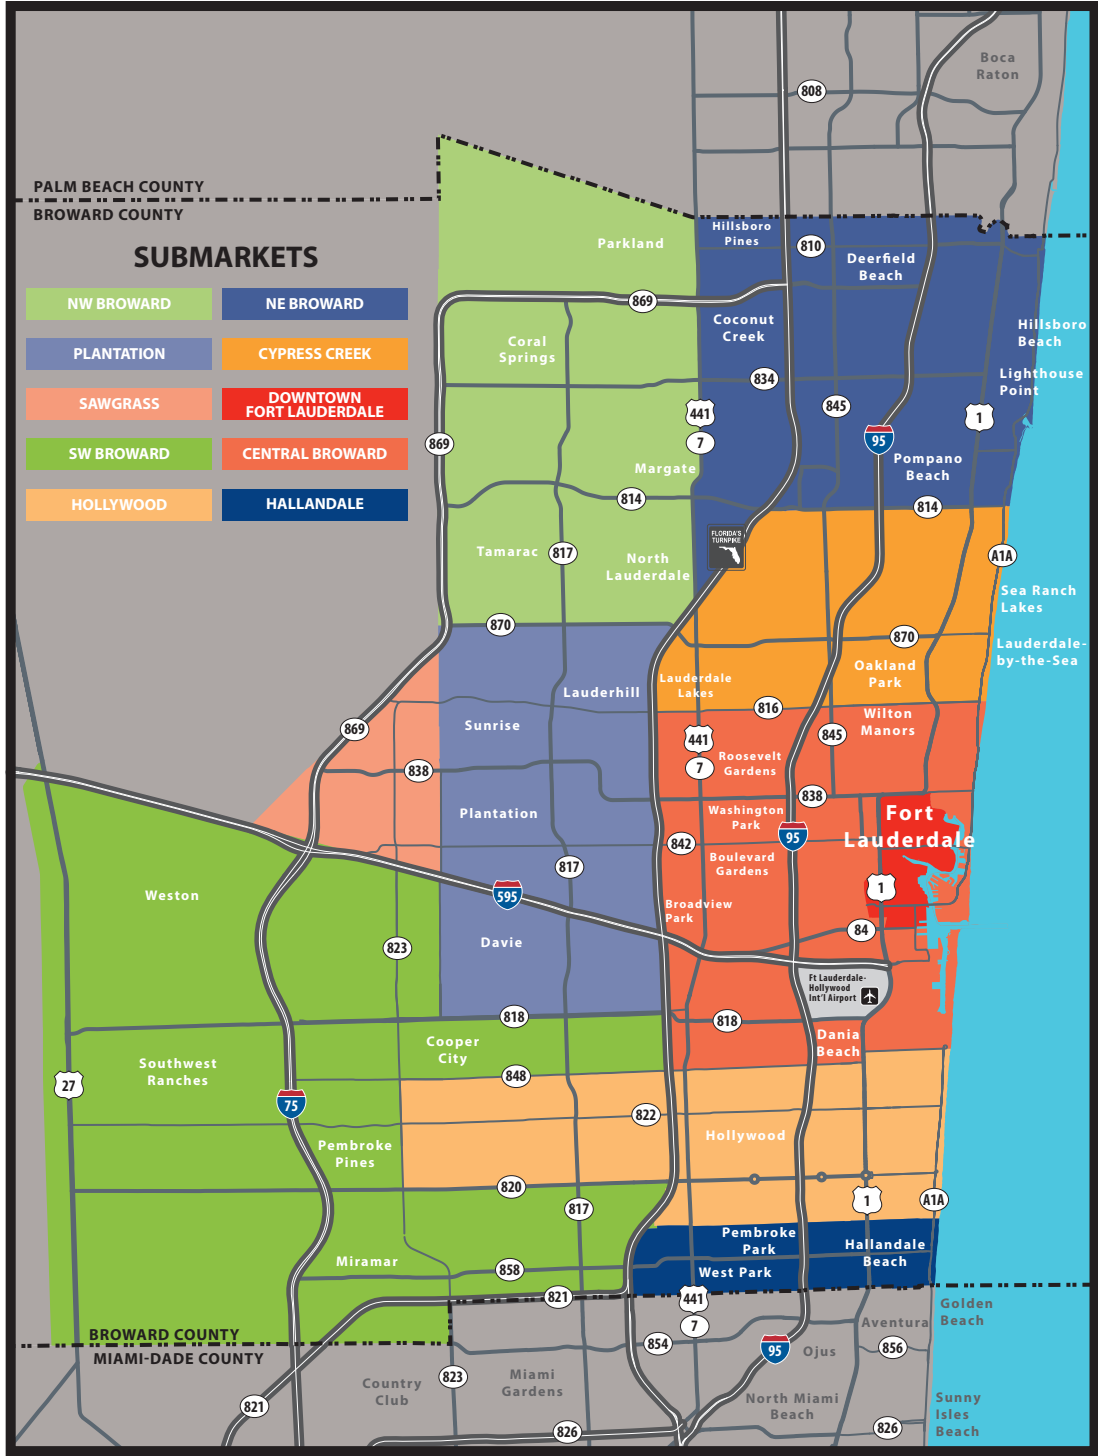 Boca
Raton
808
PALM BEACH COUNTY
BROWARD COUNTY
SUBMARKETS
NW BROWARD
NE BROWARD
PLANTATION
CYPRESS CREEK
SAWGRASS
DOWNTOWN
FORT LAUDERDALE
SW BROWARD
CENTRAL BROWARD
HOLLYWOOD
HALLANDALE
Parkland
Hillsboro
Pines
810
Deerfield
Beach
869
Coconut
Creek
Hillsboro
Beach
Coral
Springs
Lighthouse
Point
834
845
441
7
1
95
869
Margate
Pompano
Beach
814
814
FLORIDA'S
TURNPIKE
Tamarac
817
North
Lauderdale
A1A
Sea Ranch
Lakes
870
870
Lauderdale-
by-the-Sea
Oakland
Park
Lauderdale
Lakes
Lauderhill
816
Wilton
Manors
Sunrise
869
441
7
845
Roosevelt
Gardens
838
838
Plantation
Washington
Park
Fort
Lauderdale
95
842
Boulevard
Gardens
817
1
595
Weston
Broadview
Park
84
Davie
823
Ft Lauderdale-
Hollywood
Int'l Airport
818
818
Dania
Beach
Cooper
City
Southwest
Ranches
848
27
75
822
Hollywood
Pembroke
Pines
820
817
1
A1A
Pembroke
Park
Hallandale
Beach
Miramar
858
West Park
821
441
7
Golden
Beach
Aventura
BROWARD COUNTY
MIAMI-DADE COUNTY
854
95
Ojus
856
Country
Club
823
Miami
Gardens
North Miami
Beach
Sunny
Isles
Beach
821
826
826